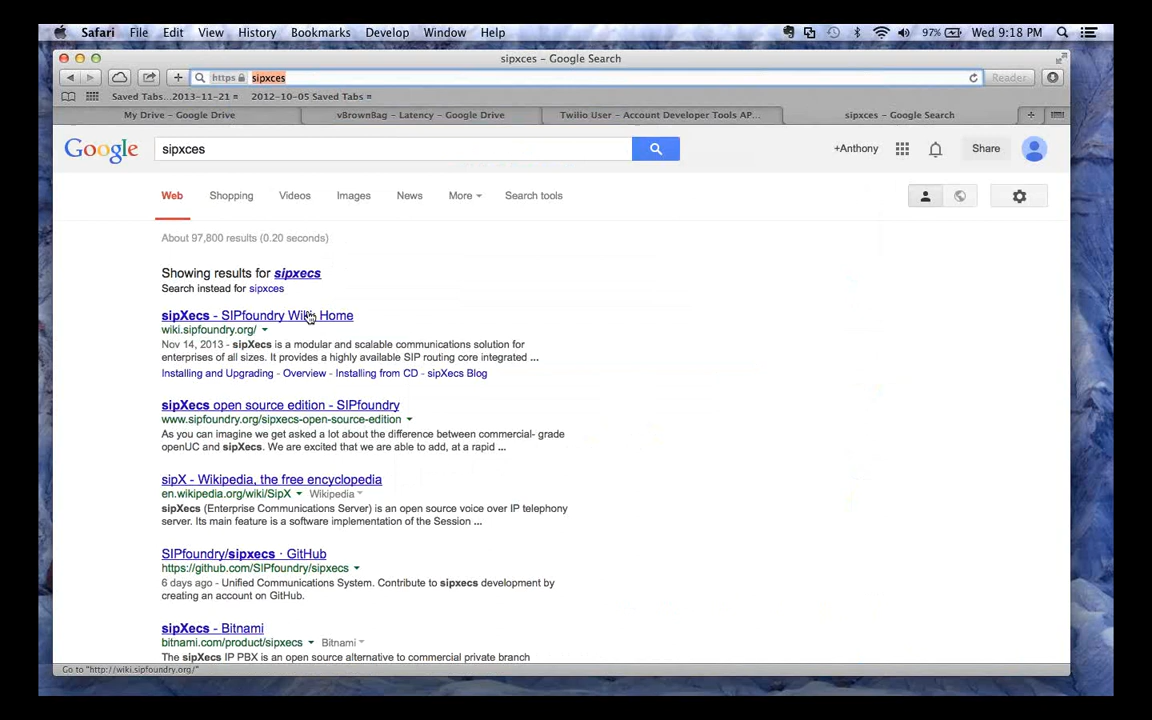 Safari File Edit View History Bookmarks Develop Window Help 97% Wed 9:18 PM
sipxces – Google Search
https sipxces Reader
Saved Tabs...2013-11-21 2012-10-05 Saved Tabs
My Drive – Google Drive vBrownBag – Latency – Google Drive Twilio User – Account Developer Tools AP... sipxces – Google Search
Google sipxces +Anthony Share
Web Shopping Videos Images News More Search tools
About 97,800 results (0.20 seconds)
Showing results for sipxecs
Search instead for sipxces
sipXecs - SIPfoundry Wiki Home
wiki.sipfoundry.org/
Nov 14, 2013 - sipXecs is a modular and scalable communications solution for
enterprises of all sizes. It provides a highly available SIP routing core integrated ...
Installing and Upgrading - Overview - Installing from CD - sipXecs Blog
sipXecs open source edition - SIPfoundry
www.sipfoundry.org/sipxecs-open-source-edition
As you can imagine we get asked a lot about the difference between commercial- grade
openUC and sipXecs. We are excited that we are able to add, at a rapid ...
sipX - Wikipedia, the free encyclopedia
en.wikipedia.org/wiki/SipX Wikipedia
sipXecs (Enterprise Communications Server) is an open source voice over IP telephony
server. Its main feature is a software implementation of the Session ...
SIPfoundry/sipxecs · GitHub
https://github.com/SIPfoundry/sipxecs
6 days ago - Unified Communications System. Contribute to sipxecs development by
creating an account on GitHub.
sipXecs - Bitnami
bitnami.com/product/sipxecs Bitnami
The sipXecs IP PBX is an open source alternative to commercial private branch
Go to "http://wiki.sipfoundry.org/"